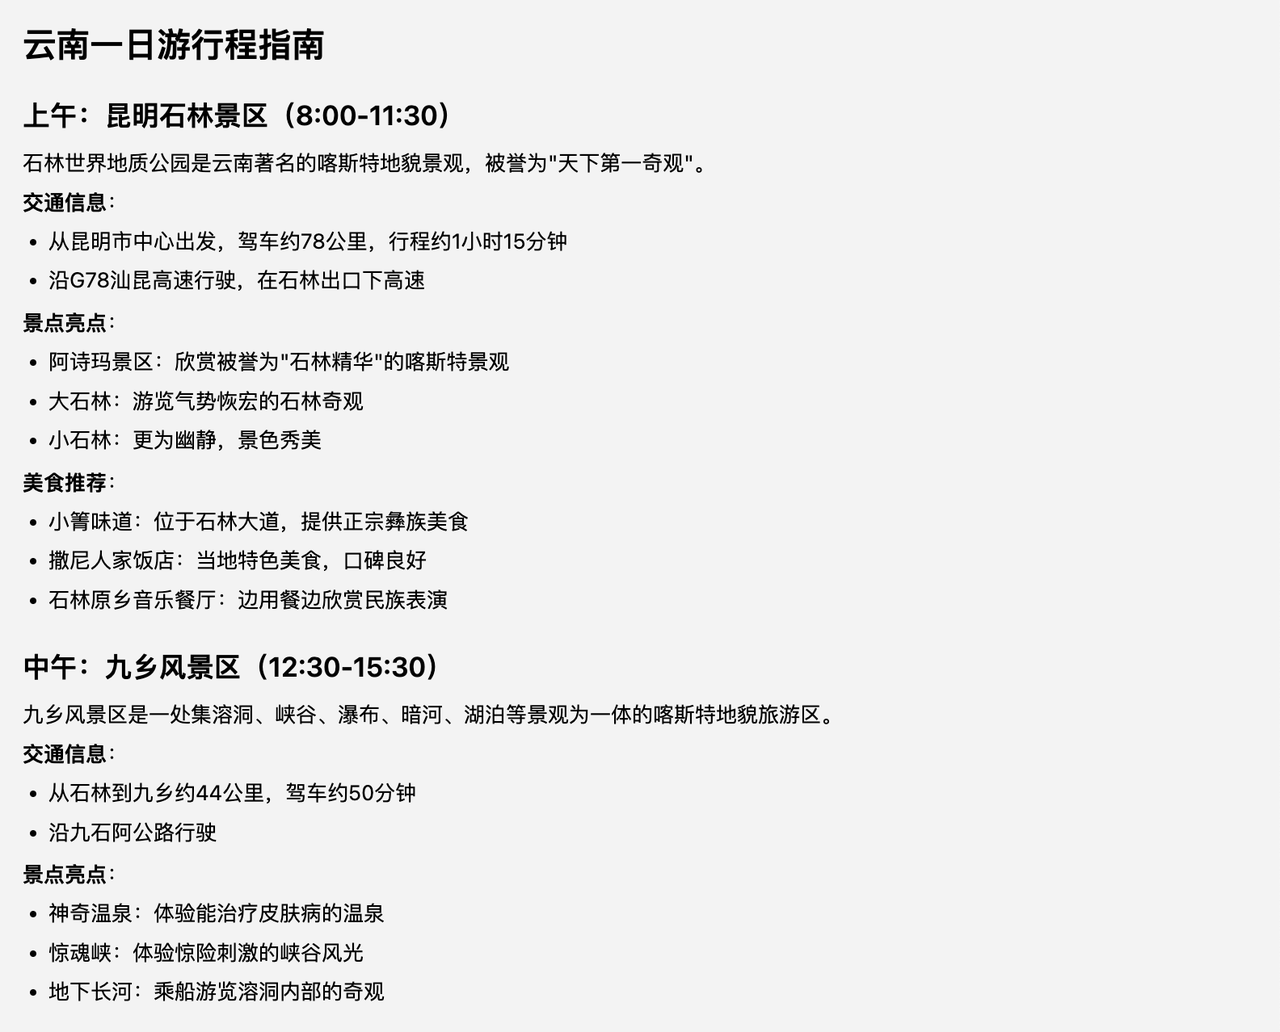 云南一日游行程指南
上午：昆明石林景区（8:00-11:30）
石林世界地质公园是云南著名的喀斯特地貌景观，被誉为"天下第一奇观"。
交通信息：
• 从昆明市中心出发，驾车约78公里，行程约1小时15分钟
• 沿G78汕昆高速行驶，在石林出口下高速
景点亮点：
• 阿诗玛景区：欣赏被誉为"石林精华"的喀斯特景观
• 大石林：游览气势恢宏的石林奇观
• 小石林：更为幽静，景色秀美
美食推荐：
• 小箐味道：位于石林大道，提供正宗彝族美食
• 撒尼人家饭店：当地特色美食，口碑良好
• 石林原乡音乐餐厅：边用餐边欣赏民族表演
中午：九乡风景区（12:30-15:30）
九乡风景区是一处集溶洞、峡谷、瀑布、暗河、湖泊等景观为一体的喀斯特地貌旅游区。
交通信息：
• 从石林到九乡约44公里，驾车约50分钟
• 沿九石阿公路行驶
景点亮点：
• 神奇温泉：体验能治疗皮肤病的温泉
• 惊魂峡：体验惊险刺激的峡谷风光
• 地下长河：乘船游览溶洞内部的奇观